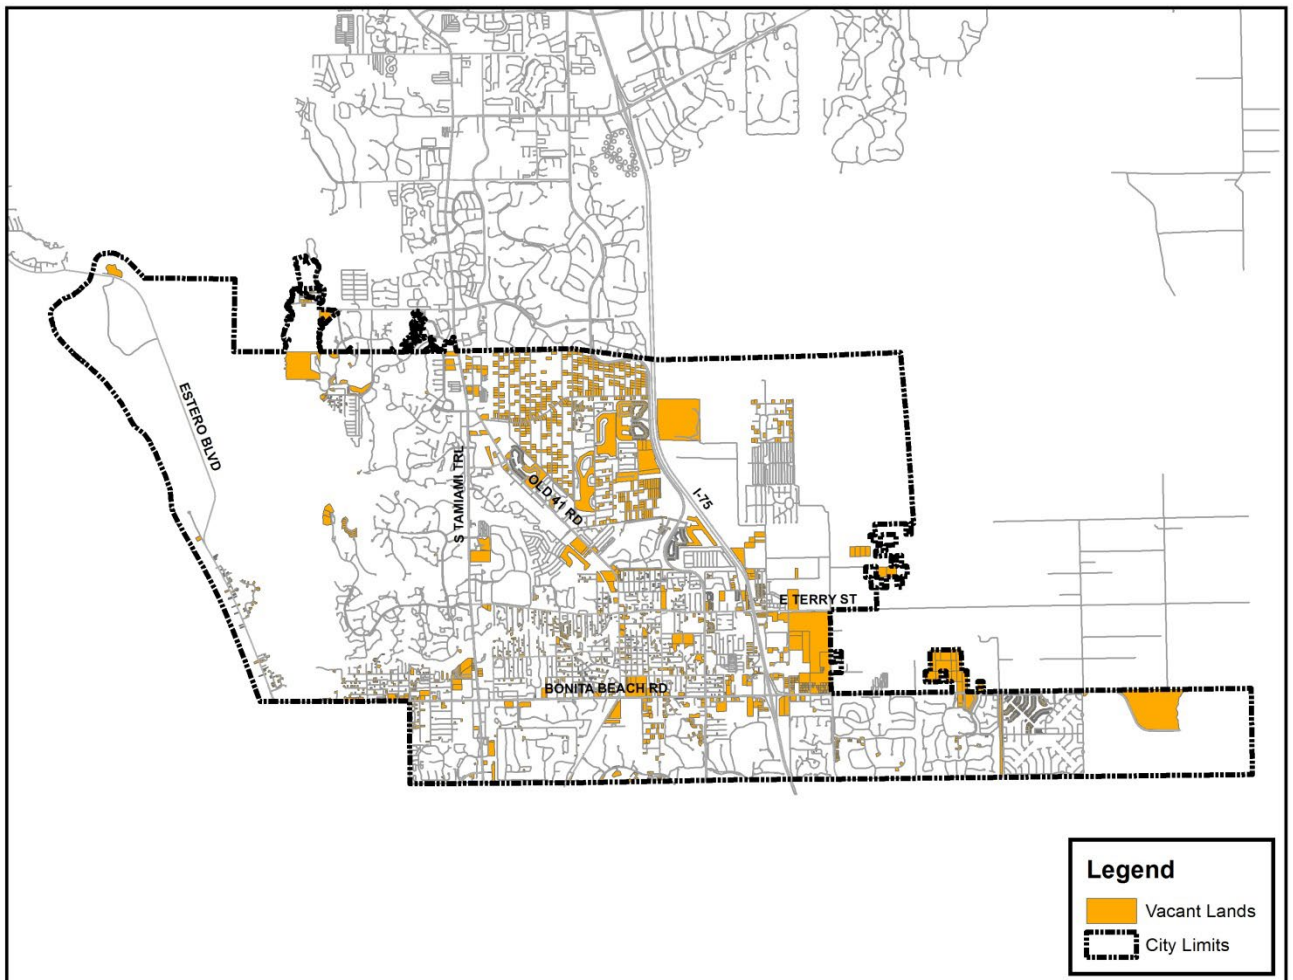 ESTERO BLVD
S TAMIAMI TRL
OLD 41 RD
I-75
E TERRY ST
BONITA BEACH RD
Legend
Vacant Lands
City Limits